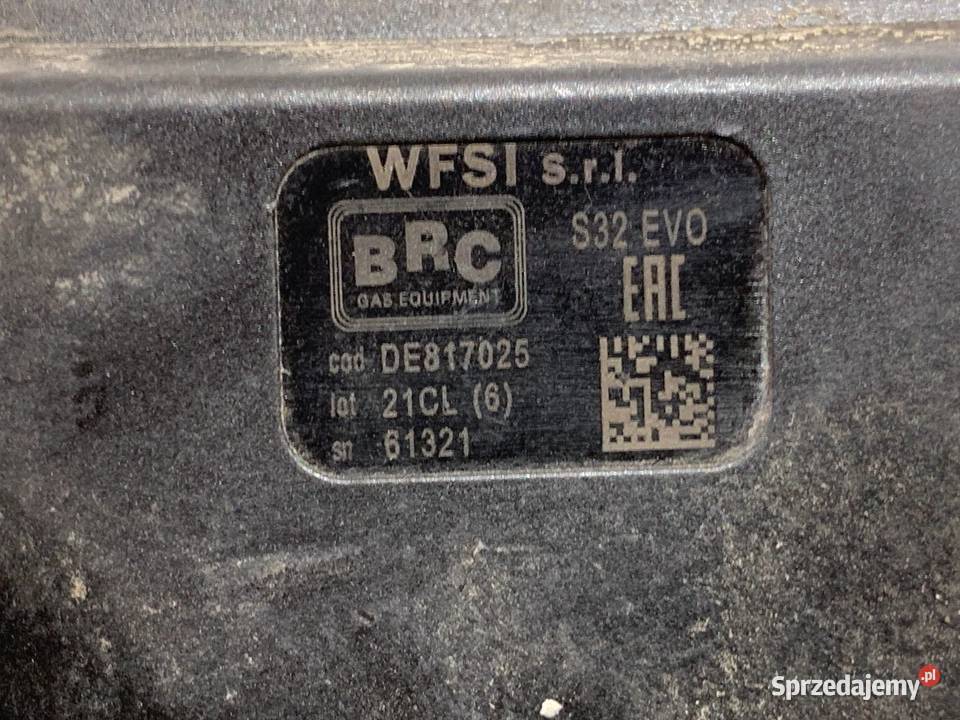 WFSI s.r.l.
BRC
GAS EQUIPMENT
S32 EVO
EAC
cod DE817025
lot 21CL (6)
sn 61321
Sprzedajemy.pl